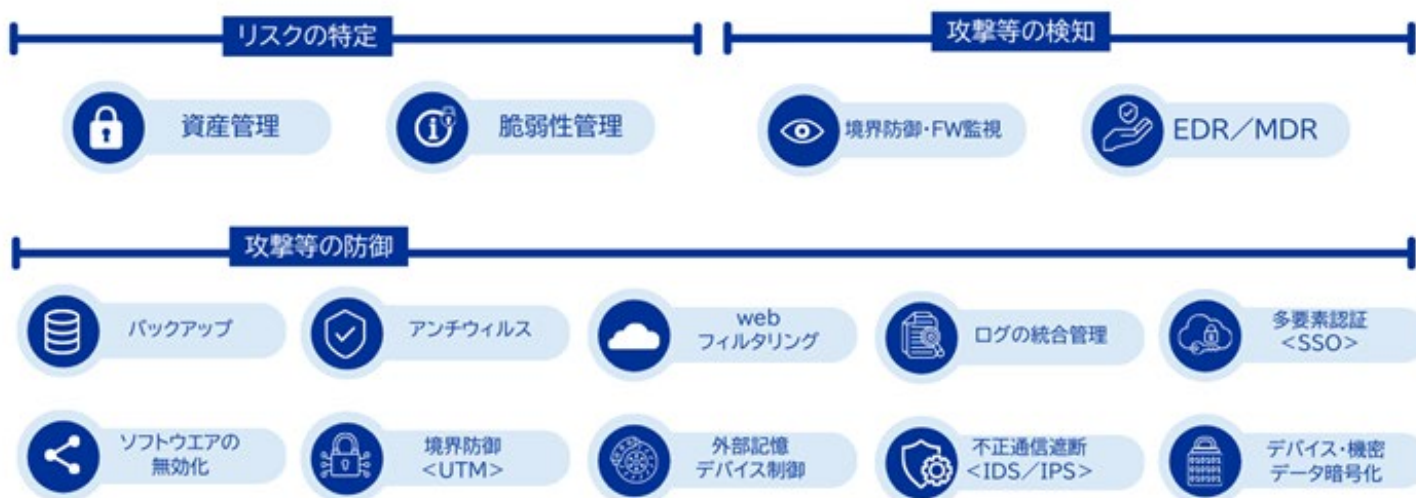 リスクの特定
攻撃等の検知
資産管理
脆弱性管理
境界防御・FW監視
EDR／MDR
攻撃等の防御
バックアップ
アンチウィルス
web
フィルタリング
ログの統合管理
多要素認証
<SSO>
ソフトウエアの
無効化
境界防御
<UTM>
外部記憶
デバイス制御
不正通信遮断
<IDS／IPS>
デバイス・機密
データ暗号化